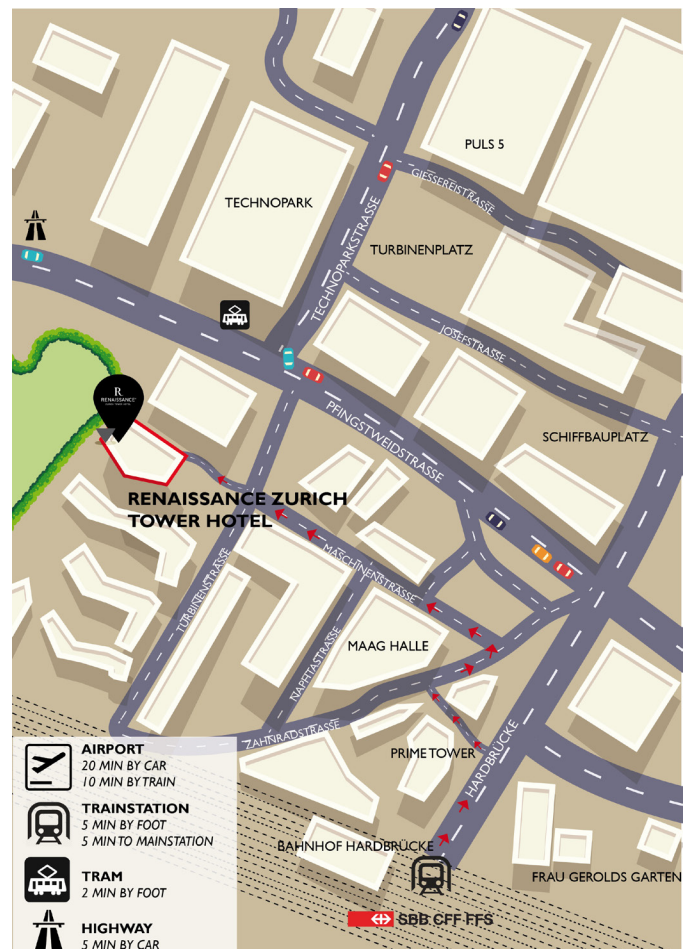 PULS 5
GIESSEREISTRASSE
TECHNOPARK
TECHNOPARKSTRASSE
TURBINENPLATZ
JOSEFSTRASSE
R
RENAISSANCE
PFINGSTWEIDSTRASSE
SCHIFFBAUPLATZ
RENAISSANCE ZURICH
TOWER HOTEL
MASCHINENSTRASSE
TURBINENSTRASSE
MAAG HALLE
NAPFTASTRASSE
ZAHNRADSTRASSE
PRIME TOWER
HARDBRÜCKE
AIRPORT
20 MIN BY CAR
10 MIN BY TRAIN
TRAINSTATION
5 MIN BY FOOT
5 MIN TO MAINSTATION
TRAM
2 MIN BY FOOT
HIGHWAY
5 MIN BY CAR
BAHNHOF HARDBRÜCKE
FRAU GEROLDS GARTEN
SBB CFF FFS